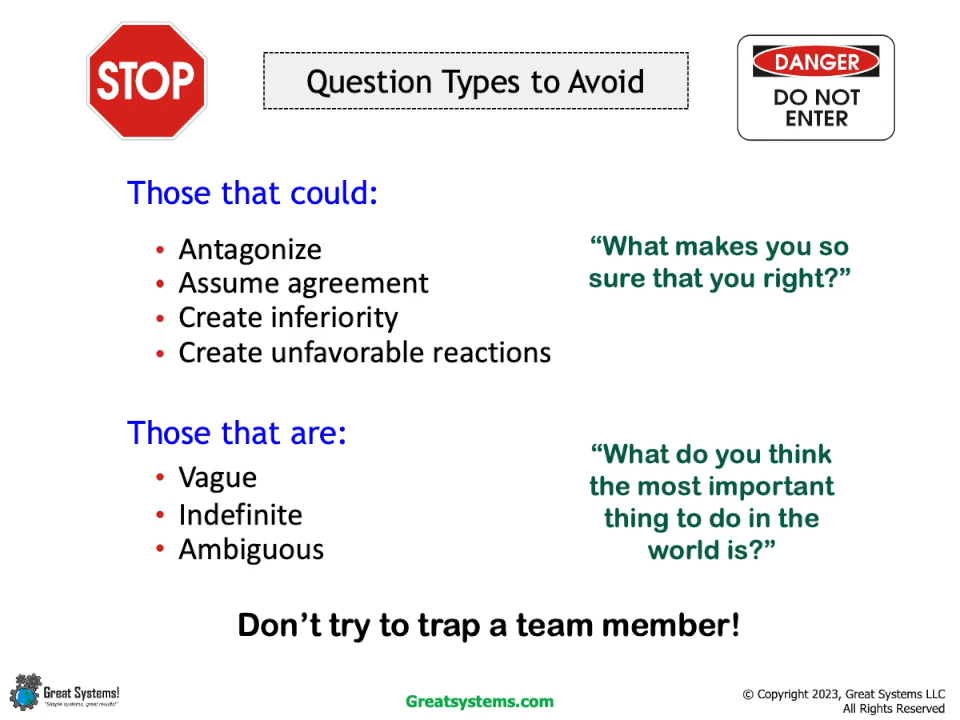 STOP
Question Types to Avoid
DANGER
DO NOT
ENTER
Those that could:
• Antagonize
• Assume agreement
• Create inferiority
• Create unfavorable reactions
“What makes you so
sure that you right?”
Those that are:
• Vague
• Indefinite
• Ambiguous
“What do you think
the most important
thing to do in the
world is?”
Don’t try to trap a team member!
Great Systems!
“Simple systems, great results!”
Greatsystems.com
© Copyright 2023, Great Systems LLC
All Rights Reserved